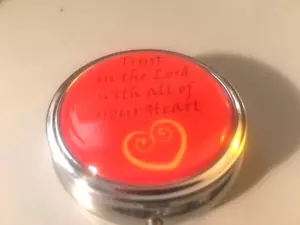 Trust
in the Lord
with all of
your Heart